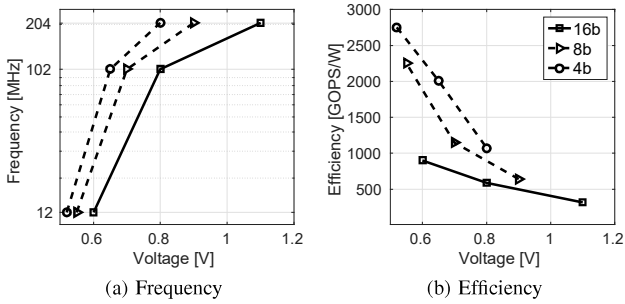 204
102
12
Frequency [MHz]
0.6 0.8 1 1.2
Voltage [V]
(a) Frequency
3000
2500
2000
1500
1000
500
Efficiency [GOPS/W]
16b
8b
4b
0.6 0.8 1 1.2
Voltage [V]
(b) Efficiency